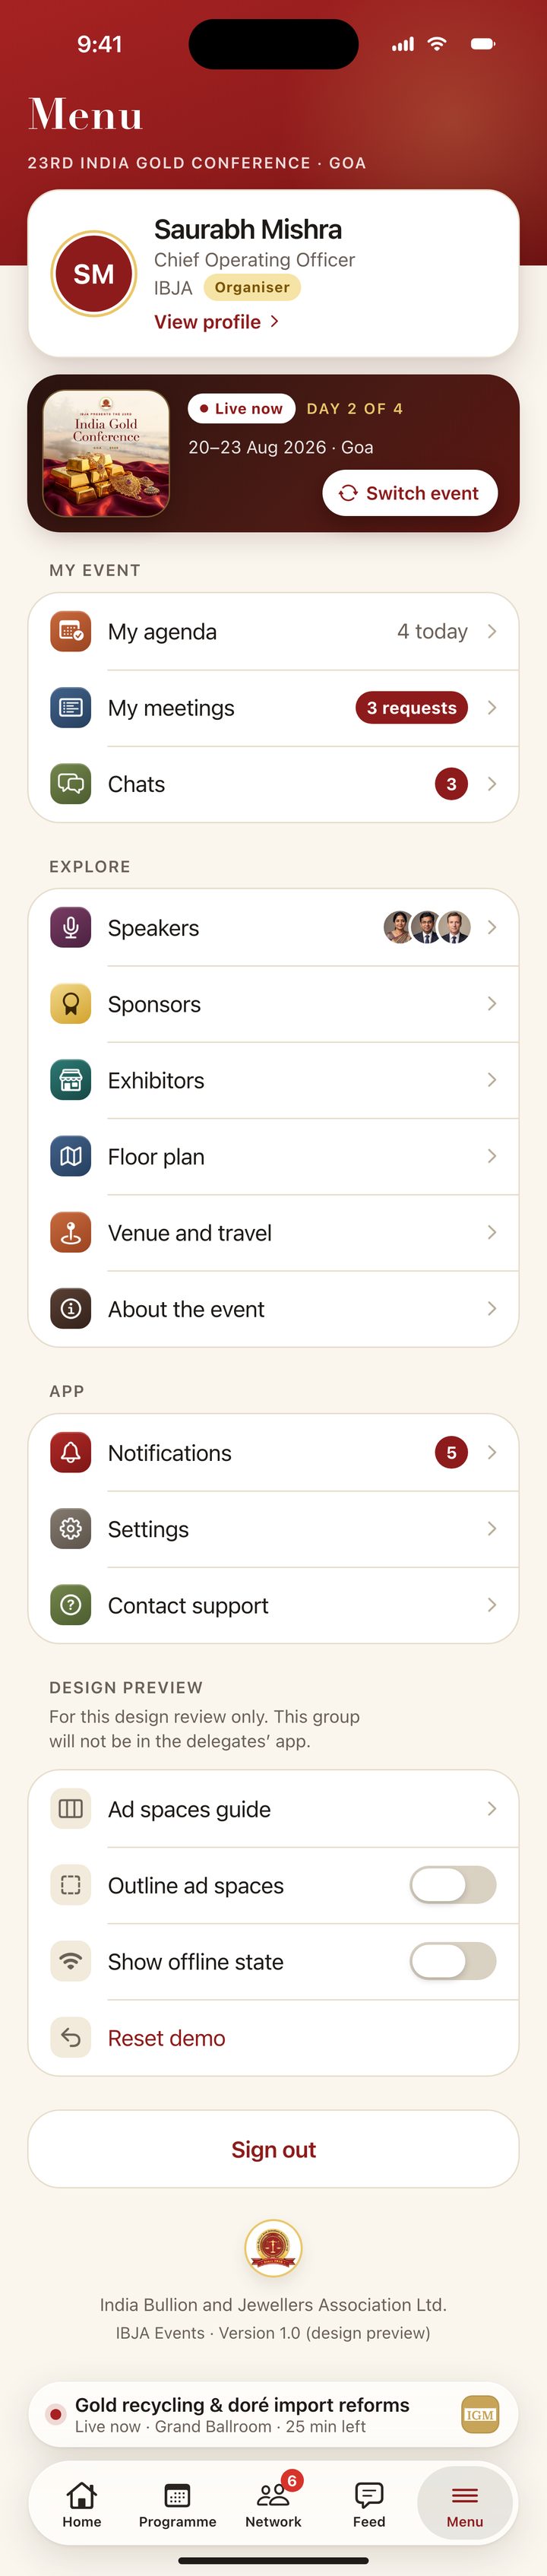 9:41
Menu
23RD INDIA GOLD CONFERENCE · GOA
SM
Saurabh Mishra
Chief Operating Officer
IBJA Organiser
View profile
IBJA PRESENTS THE 23RD
India Gold
Conference
Live now DAY 2 OF 4
20–23 Aug 2026 · Goa
Switch event
MY EVENT
My agenda 4 today
My meetings 3 requests
Chats 3
EXPLORE
Speakers
Sponsors
Exhibitors
Floor plan
Venue and travel
About the event
APP
Notifications 5
Settings
Contact support
DESIGN PREVIEW
For this design review only. This group
will not be in the delegates’ app.
Ad spaces guide
Outline ad spaces
Show offline state
Reset demo
Sign out
India Bullion and Jewellers Association Ltd.
IBJA Events · Version 1.0 (design preview)
Gold recycling & doré import reforms
Live now · Grand Ballroom · 25 min left
IGM
6
Home Programme Network Feed Menu